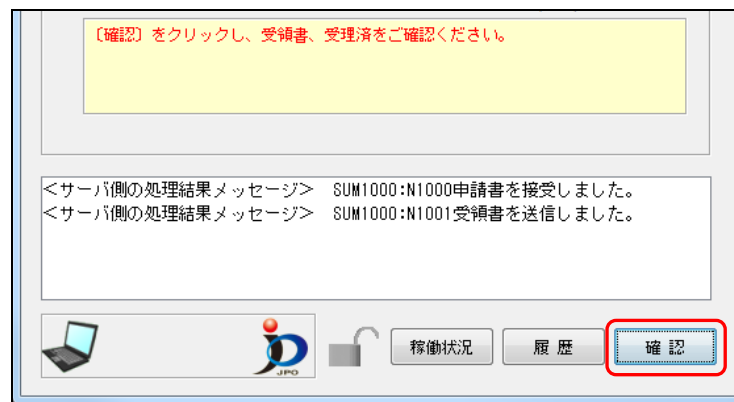 〔確認〕をクリックし、受領書、受理済をご確認ください。
＜サーバ側の処理結果メッセージ＞　SUM1000:N1000申請書を接受しました。
＜サーバ側の処理結果メッセージ＞　SUM1000:N1001受領書を送信しました。
JPO
稼働状況
履 歴
確 認